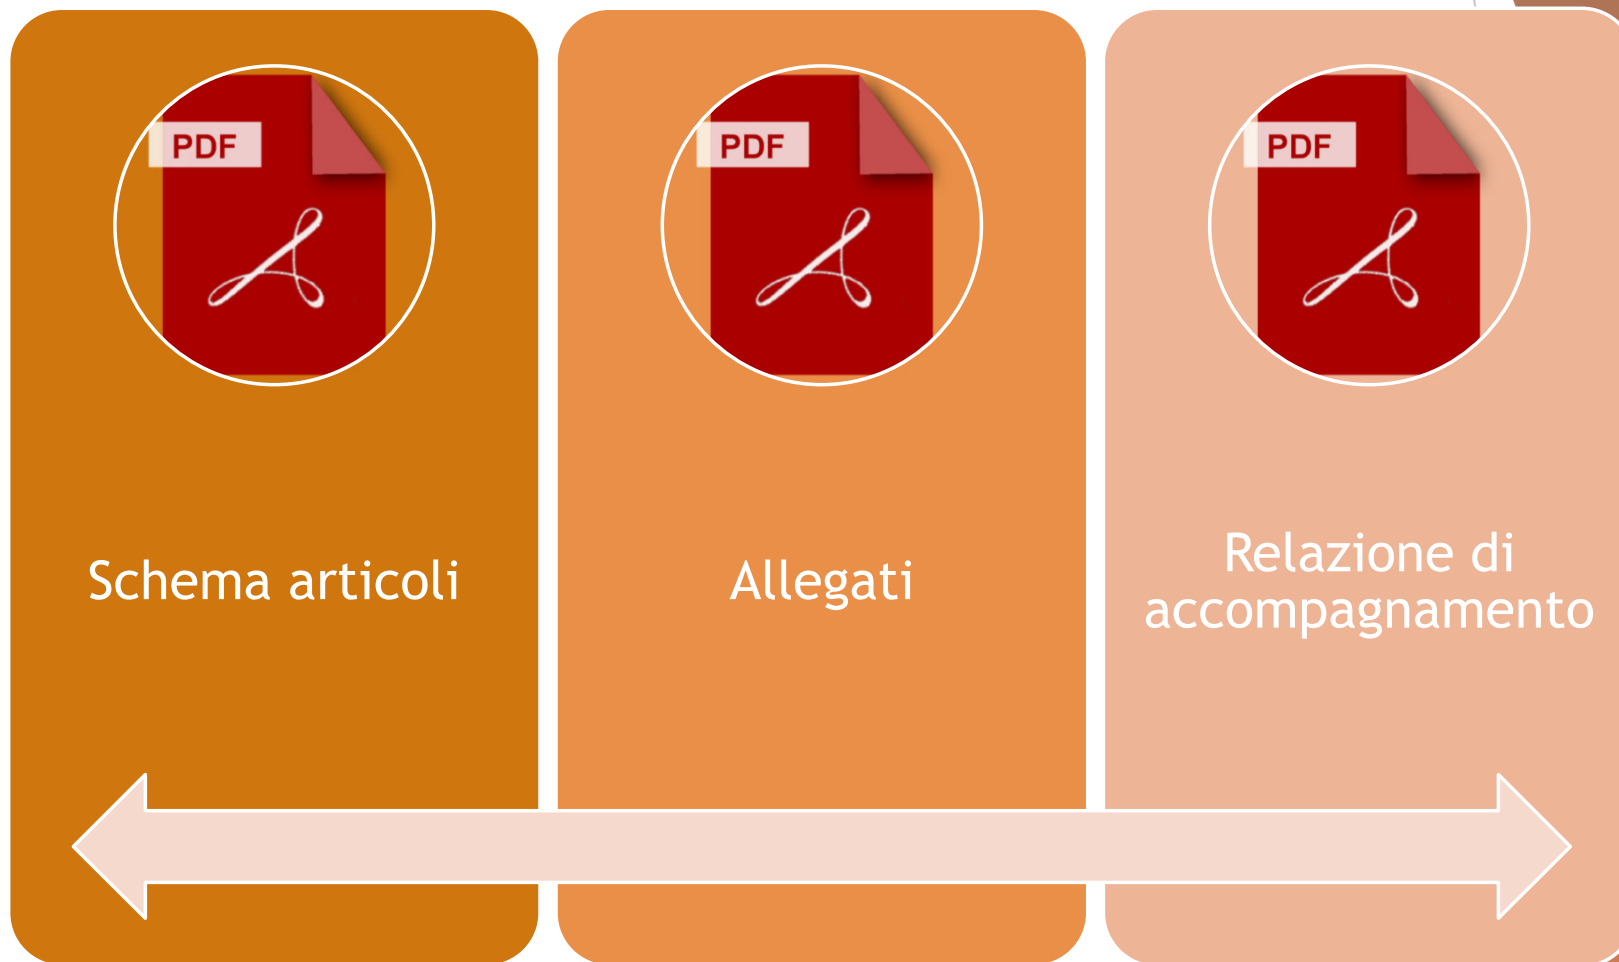 PDF
PDF
PDF
Schema articoli
Allegati
Relazione di
accompagnamento